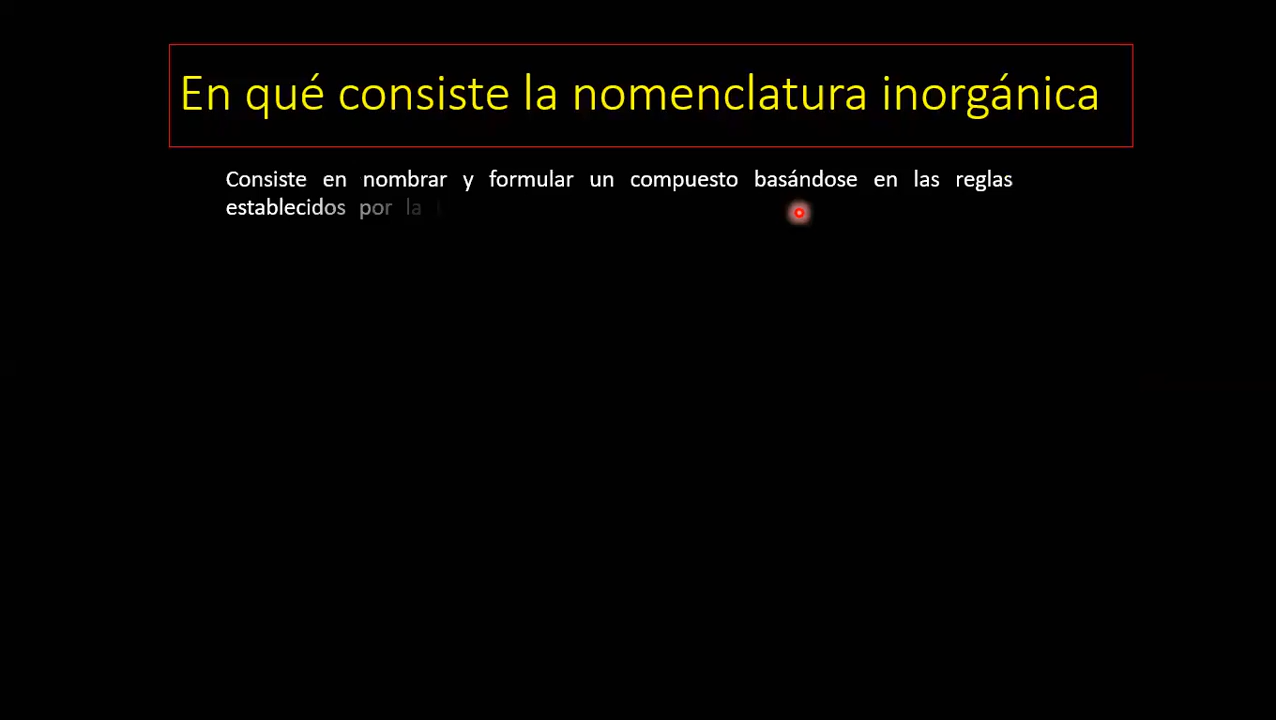 En qué consiste la nomenclatura inorgánica
Consiste en nombrar y formular un compuesto basándose en las reglas
establecidos por la